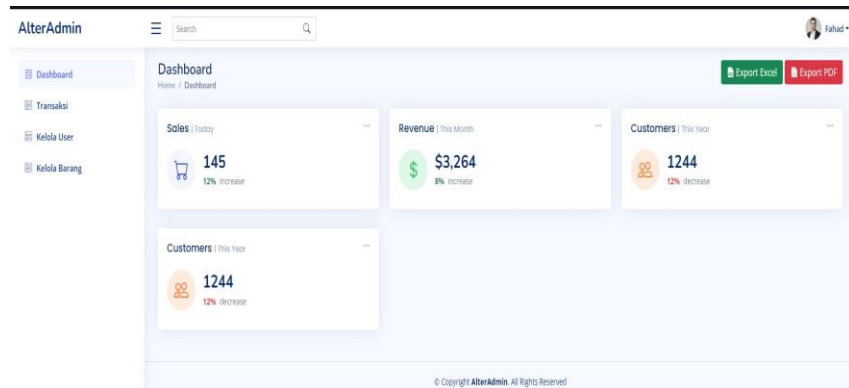 AlterAdmin
Search
Fahad
Dashboard
Transaksi
Kelola User
Kelola Barang
Dashboard
Home / Dashboard
Export Excel
Export PDF
Sales | Today
145
12% increase
Revenue | This Month
$3,264
8% increase
Customers | This Year
1244
12% decrease
Customers | This Year
1244
12% decrease
© Copyright AlterAdmin. All Rights Reserved